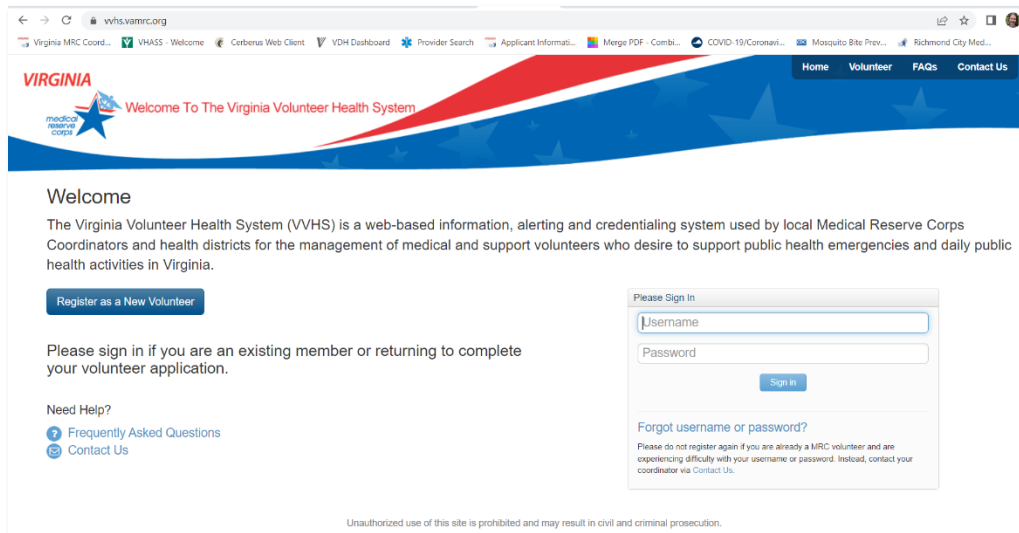 vvhs.vamrc.org
Virginia MRC Coord... VHASS - Welcome Cerberus Web Client VDH Dashboard Provider Search Applicant Informati... Merge PDF - Combi... COVID-19/Coronavi... Mosquito Bite Prev... Richmond City Med...
Home Volunteer FAQs Contact Us
VIRGINIA
medical
reserve
corps
Welcome To The Virginia Volunteer Health System
Welcome
The Virginia Volunteer Health System (VVHS) is a web-based information, alerting and credentialing system used by local Medical Reserve Corps
Coordinators and health districts for the management of medical and support volunteers who desire to support public health emergencies and daily public
health activities in Virginia.
Register as a New Volunteer
Please sign in if you are an existing member or returning to complete
your volunteer application.
Need Help?
Frequently Asked Questions
Contact Us
Please Sign In
Username
Password
Sign in
Forgot username or password?
Please do not register again if you are already a MRC volunteer and are
experiencing difficulty with your username or password. Instead, contact your
coordinator via Contact Us.
Unauthorized use of this site is prohibited and may result in civil and criminal prosecution.